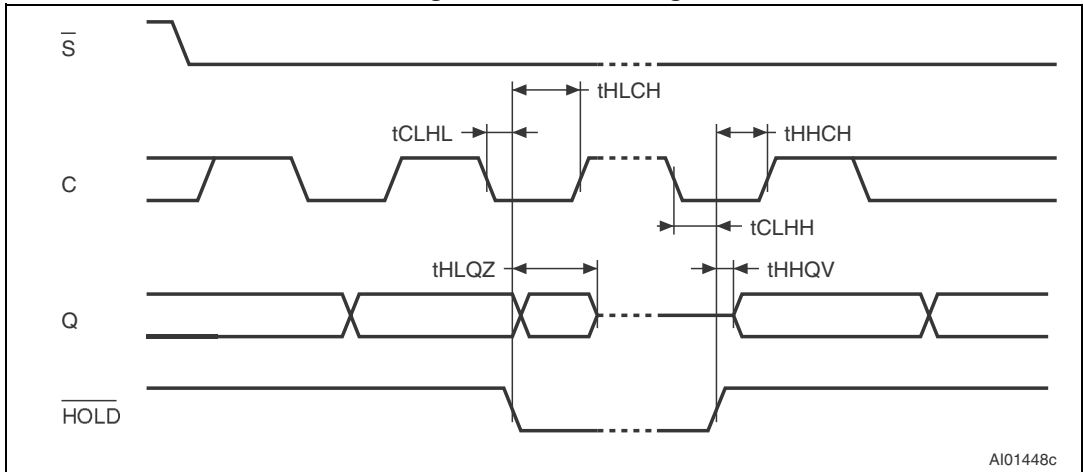 S
tHLCH
tCLHL
tHHCH
C
tCLHH
tHLQZ
tHHQV
Q
HOLD
AI01448c